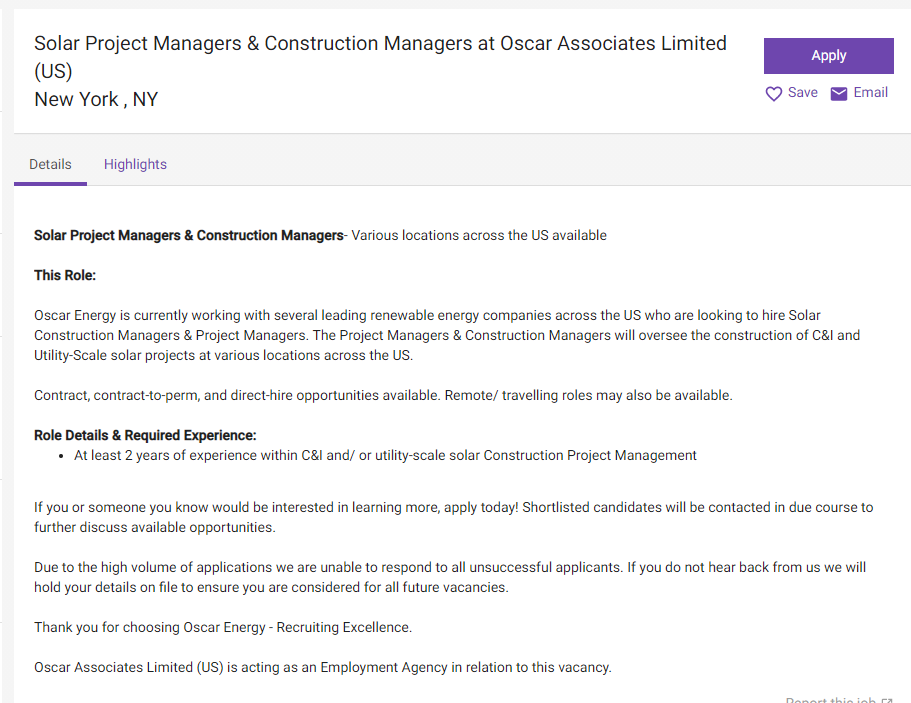 Solar Project Managers & Construction Managers at Oscar Associates Limited
(US)
New York , NY
Apply
Save
Email
Details
Highlights
Solar Project Managers & Construction Managers- Various locations across the US available
This Role:
Oscar Energy is currently working with several leading renewable energy companies across the US who are looking to hire Solar
Construction Managers & Project Managers. The Project Managers & Construction Managers will oversee the construction of C&I and
Utility-Scale solar projects at various locations across the US.
Contract, contract-to-perm, and direct-hire opportunities available. Remote/ travelling roles may also be available.
Role Details & Required Experience:
• At least 2 years of experience within C&I and/ or utility-scale solar Construction Project Management
If you or someone you know would be interested in learning more, apply today! Shortlisted candidates will be contacted in due course to
further discuss available opportunities.
Due to the high volume of applications we are unable to respond to all unsuccessful applicants. If you do not hear back from us we will
hold your details on file to ensure you are considered for all future vacancies.
Thank you for choosing Oscar Energy - Recruiting Excellence.
Oscar Associates Limited (US) is acting as an Employment Agency in relation to this vacancy.
Report this job